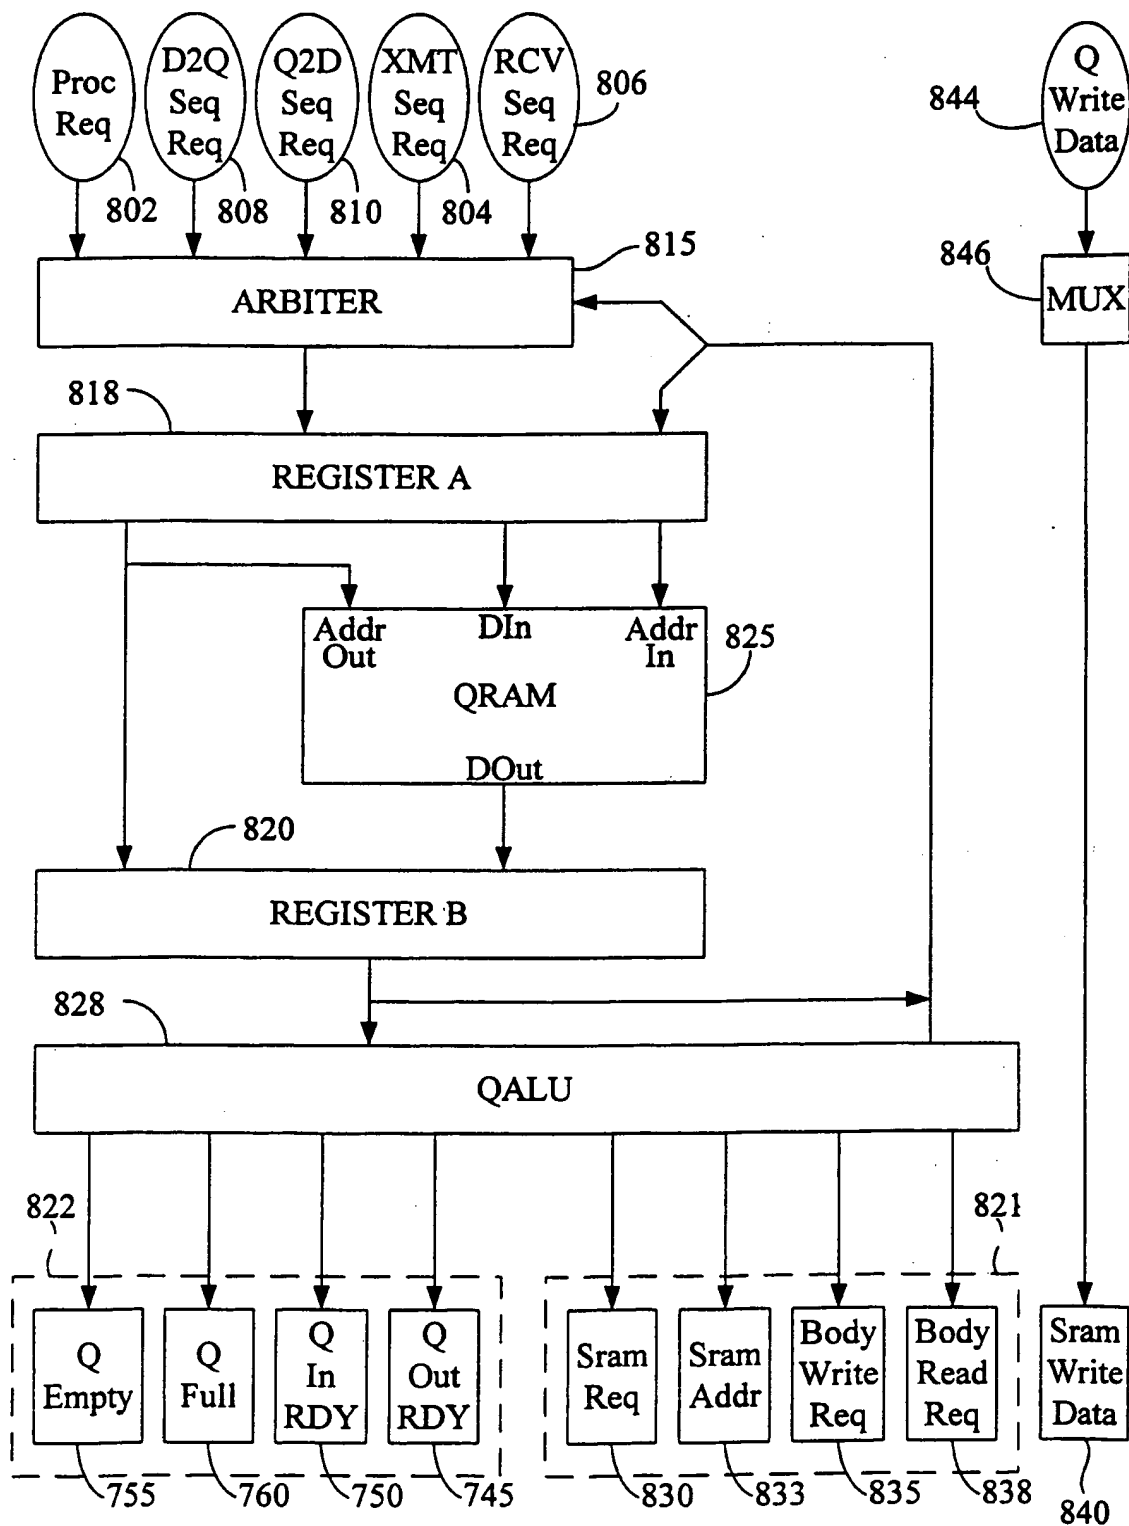 Proc
Req
D2Q
Seq
Req
Q2D
Seq
Req
XMT
Seq
Req
RCV
Seq
Req
806
844
Q
Write
Data
802
808
810
804
815
846
ARBITER
MUX
818
REGISTER A
Addr
Out
DIn
Addr
In
825
QRAM
DOut
820
REGISTER B
828
QALU
822
821
Q
Empty
Q
Full
Q
In
RDY
Q
Out
RDY
Sram
Req
Sram
Addr
Body
Write
Req
Body
Read
Req
Sram
Write
Data
755
760
750
745
830
833
835
838
840